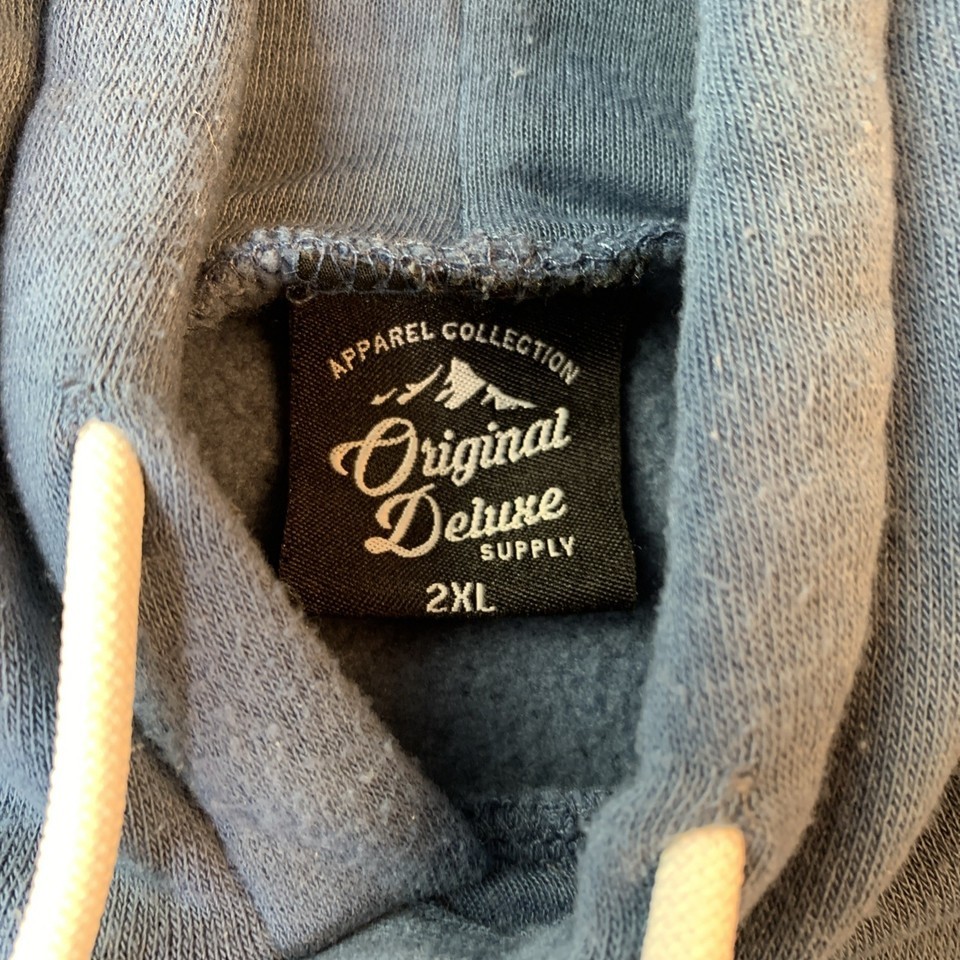 APPAREL COLLECTION
Original
Deluxe
SUPPLY
2XL